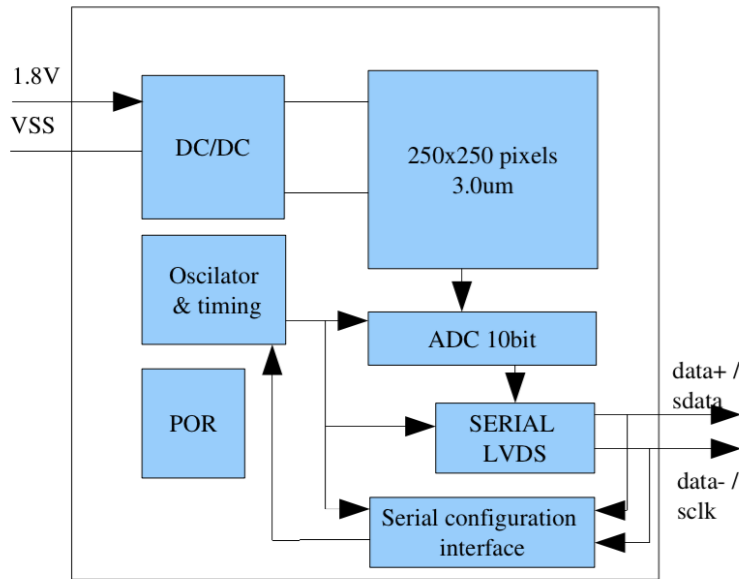 1.8V
VSS
DC/DC
250x250 pixels
3.0um
Oscilator
& timing
ADC 10bit
POR
SERIAL
LVDS
data+ /
sdata
data- /
sclk
Serial configuration
interface